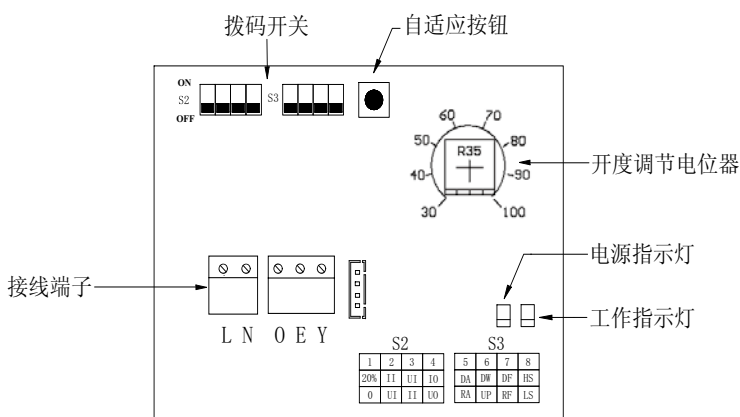 拨码开关
自适应按钮
ON
S2
OFF
S3
60
70
50
80
R35
40
90
30
100
开度调节电位器
电源指示灯
接线端子
工作指示灯
L N O E Y
S2 S3
1 2 3 4 5 6 7 8
20% II UI IO DA DW DF HS
0 UI II UO RA UP RF LS